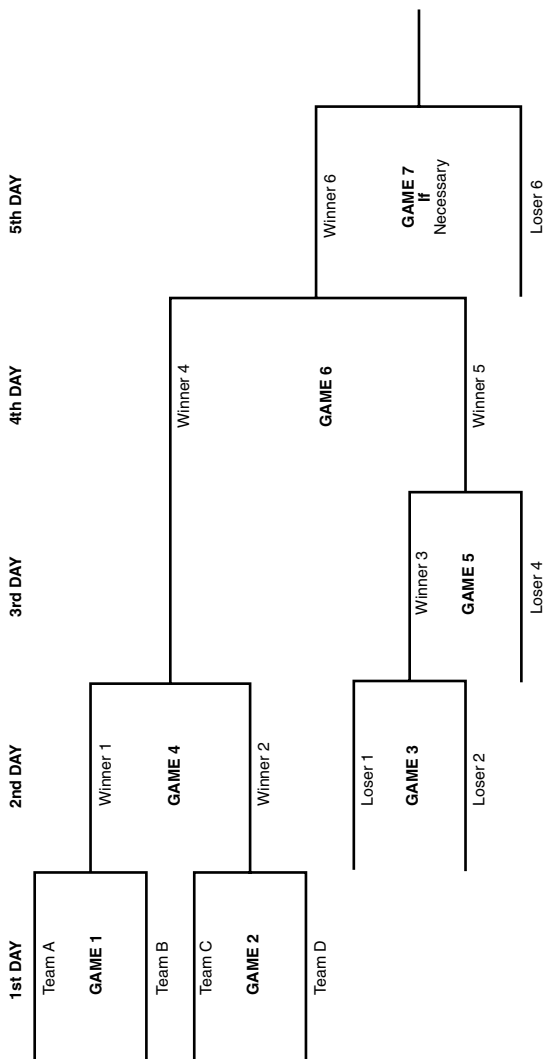 1st DAY
2nd DAY
3rd DAY
4th DAY
5th DAY
Team A
GAME 1
Team B
Team C
GAME 2
Team D
Winner 1
GAME 4
Winner 2
Loser 1
GAME 3
Loser 2
Winner 3
GAME 5
Loser 4
Winner 4
GAME 6
Winner 5
Winner 6
GAME 7
If
Necessary
Loser 6